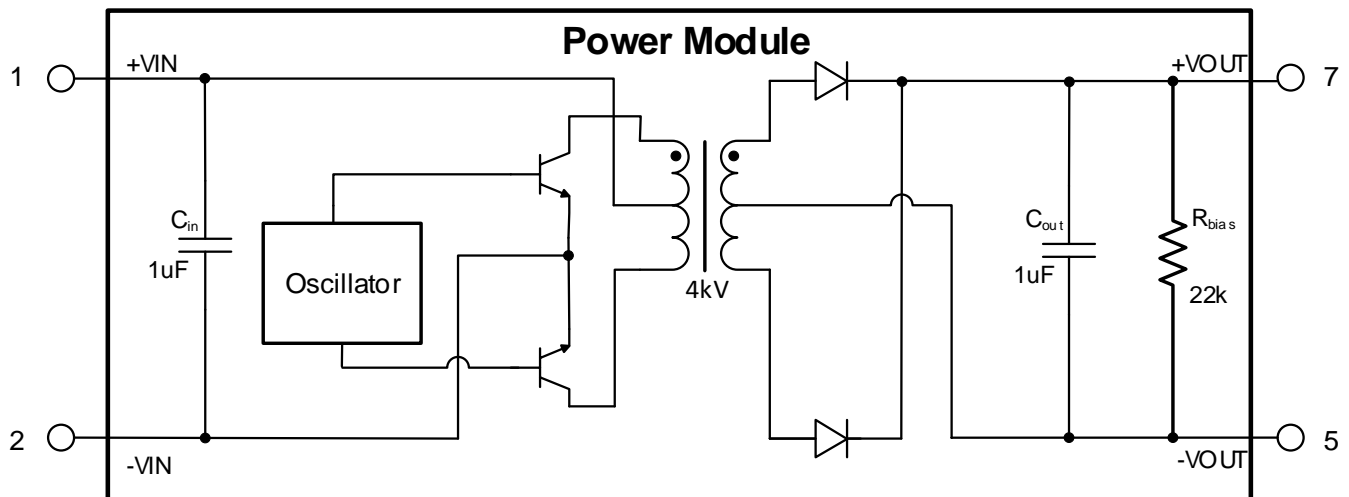 Power Module
1
+VIN
+VOUT
7
Cin
1uF
Oscillator
4kV
Cout
1uF
Rbias
22k
2
-VIN
-VOUT
5